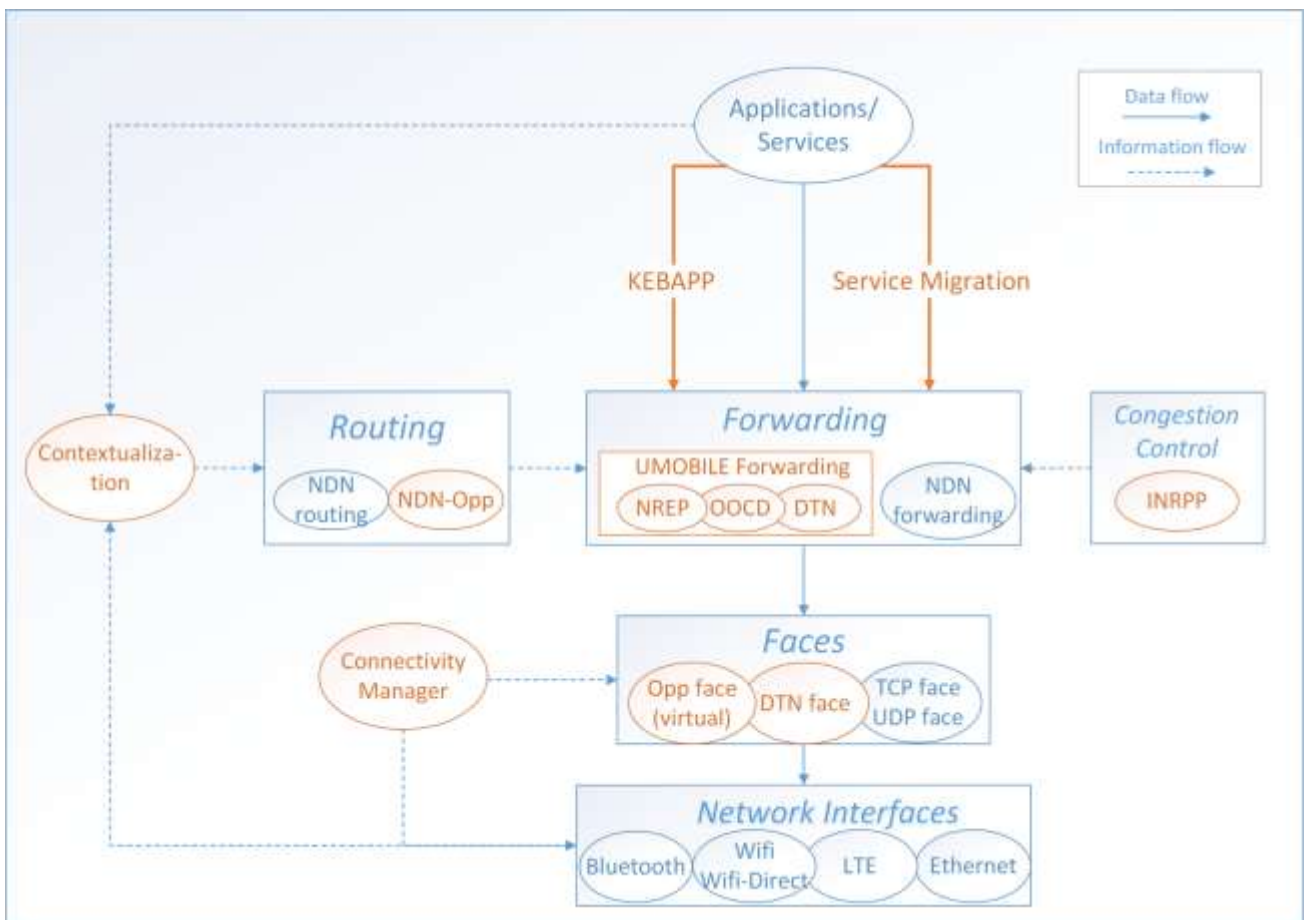 Applications/
Services
Data flow
Information flow
KEBAPP
Service Migration
Contextualiza-
tion
Routing
NDN
routing
NDN-Opp
Forwarding
UMOBILE Forwarding
NREP
OOCD
DTN
NDN
forwarding
Congestion
Control
INRPP
Connectivity
Manager
Faces
Opp face
(virtual)
DTN face
TCP face
UDP face
Network Interfaces
Bluetooth
Wifi
Wifi-Direct
LTE
Ethernet